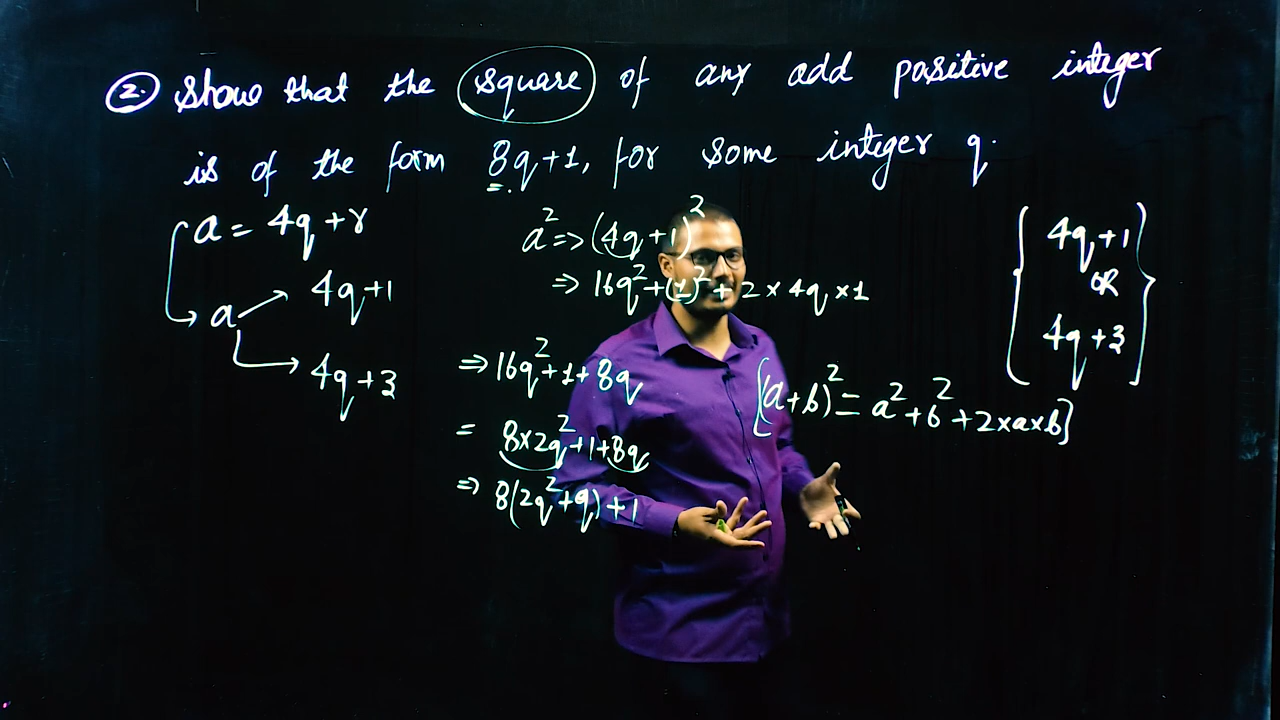 2. Show that the square of any odd positive integer
is of the form 8q+1, for some integer q.
a = 4q + r
a → 4q+1
→ 4q+3
a² => (4q+1)²
=> 16q² + (1)² + 2 × 4q × 1
=> 16q² + 1 + 8q
= 8×2q² + 1 + 8q
=> 8(2q² + q) + 1
[(a+b)² = a² + b² + 2×a×b]
{ 4q+1
OR
4q+3 }